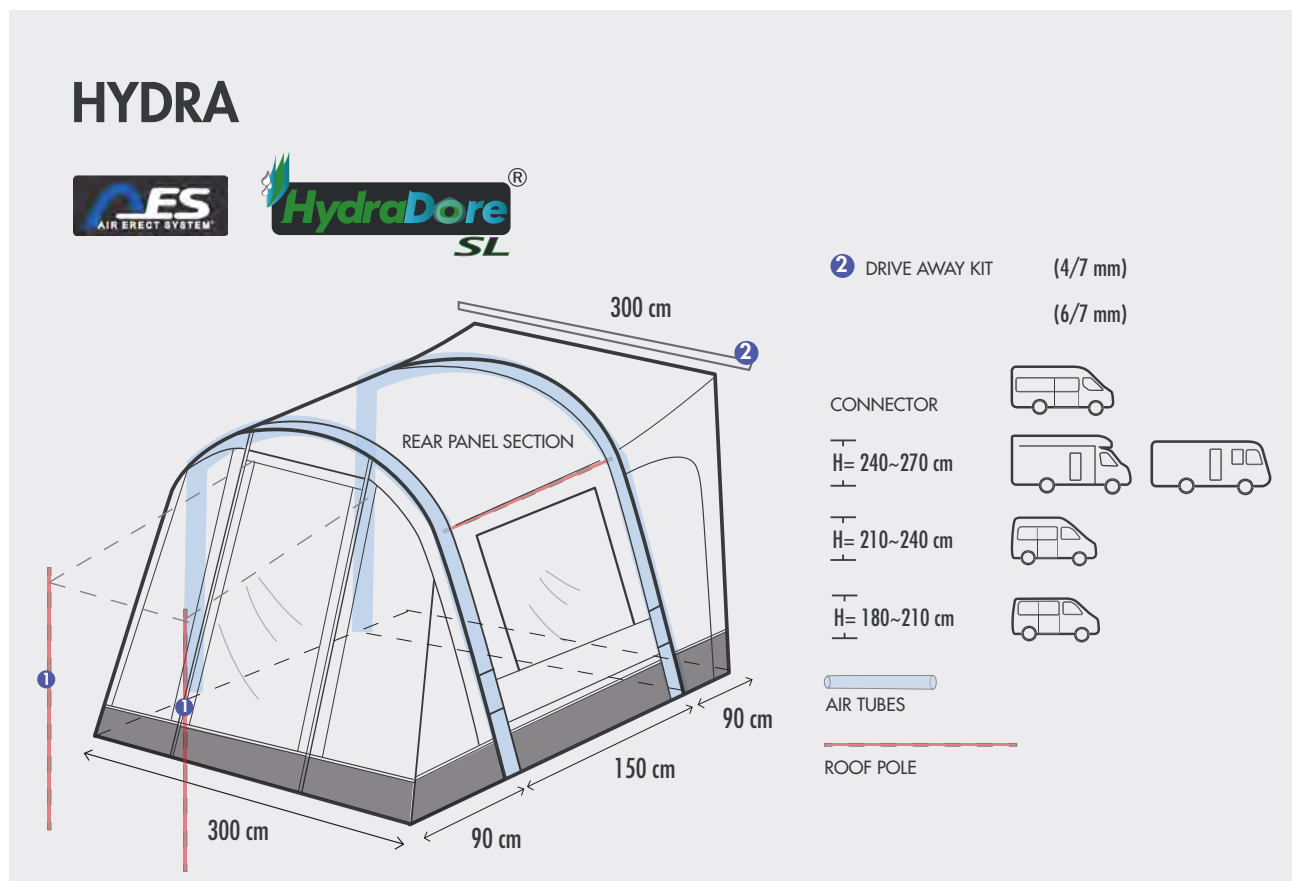 HYDRA
AES
AIR ERECT SYSTEM
HydraDore ®
SL
2 DRIVE AWAY KIT (4/7 mm)
(6/7 mm)
300 cm
2
CONNECTOR
REAR PANEL SECTION
H= 240~270 cm
H= 210~240 cm
H= 180~210 cm
1
1
AIR TUBES
90 cm
150 cm
ROOF POLE
300 cm
90 cm